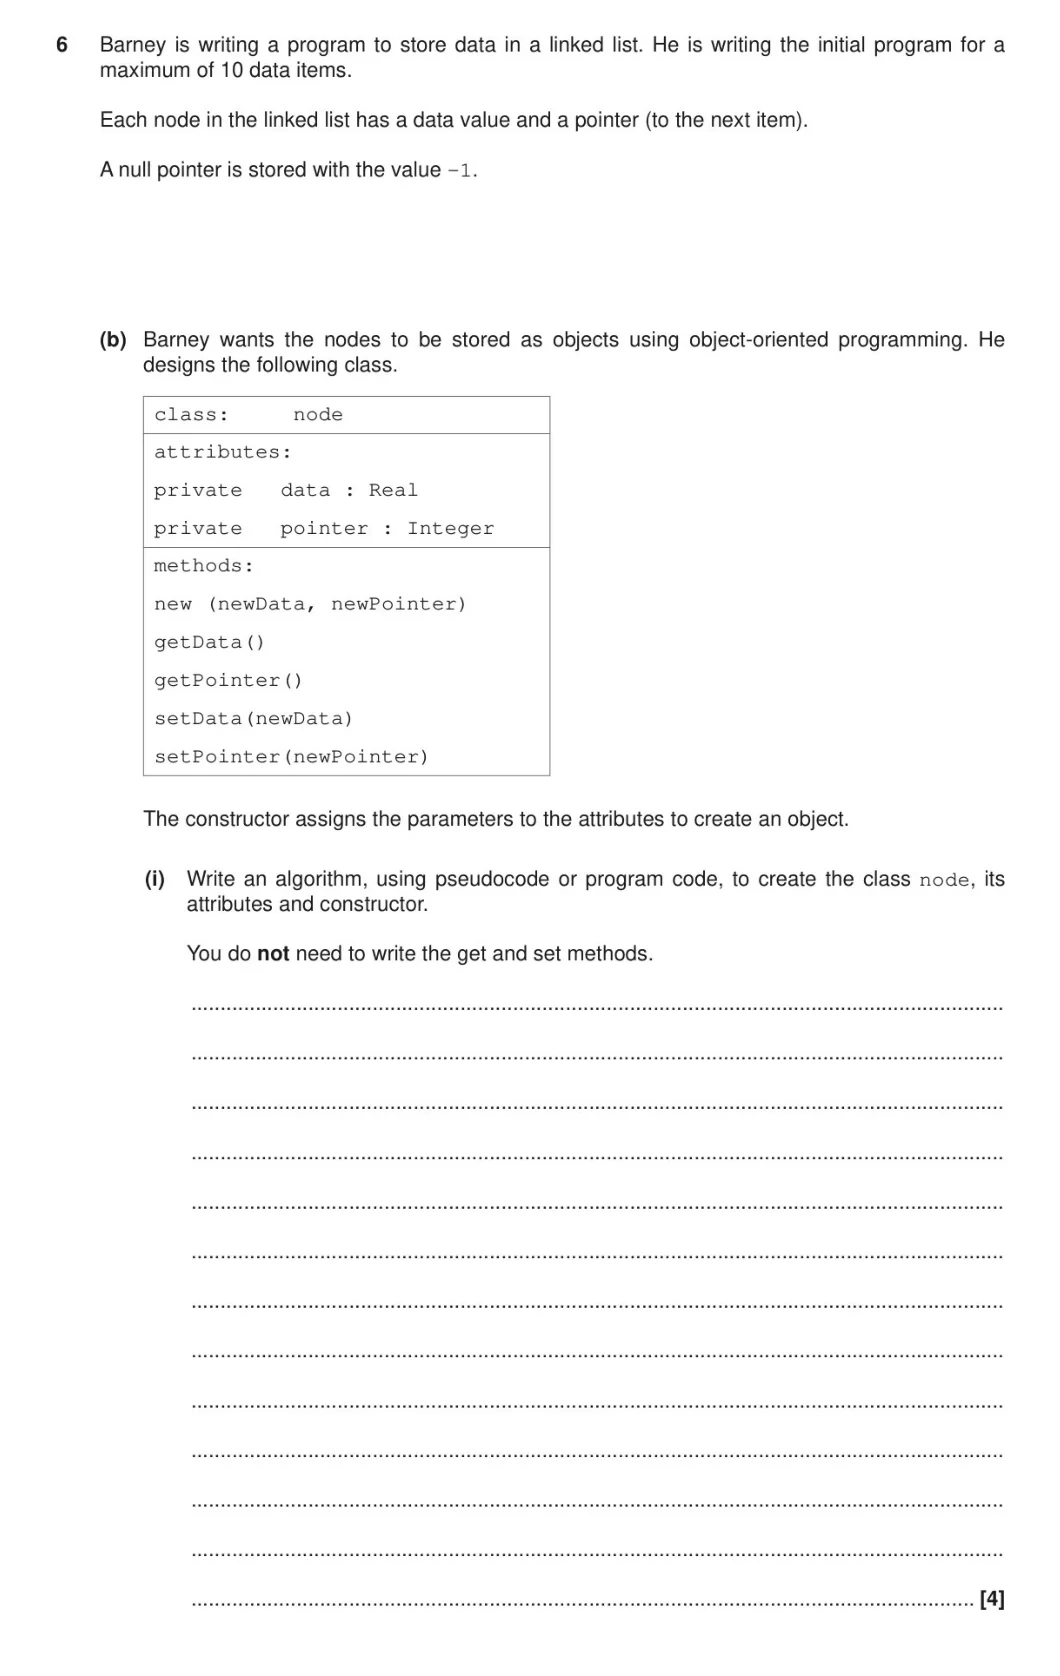 6 Barney is writing a program to store data in a linked list. He is writing the initial program for a
maximum of 10 data items.
Each node in the linked list has a data value and a pointer (to the next item).
A null pointer is stored with the value –1.
(b) Barney wants the nodes to be stored as objects using object-oriented programming. He
designs the following class.
class: node
attributes:
private data : Real
private pointer : Integer
methods:
new (newData, newPointer)
getData()
getPointer()
setData(newData)
setPointer(newPointer)
The constructor assigns the parameters to the attributes to create an object.
(i) Write an algorithm, using pseudocode or program code, to create the class node, its
attributes and constructor.
You do not need to write the get and set methods.
[4]